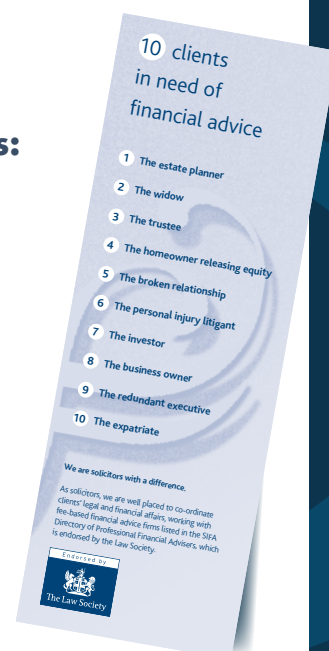 s:
10 clients
in need of
financial advice
1 The estate planner
2 The widow
3 The trustee
4 The homeowner releasing equity
5 The broken relationship
6 The personal injury litigant
7 The investor
8 The business owner
9 The redundant executive
10 The expatriate
We are solicitors with a difference.
As solicitors, we are well placed to co-ordinate
clients' legal and financial affairs, working with
fee-based financial advice firms listed in the SIFA
Directory of Professional Financial Advisers, which
is endorsed by the Law Society.
Endorsed by
The Law Society